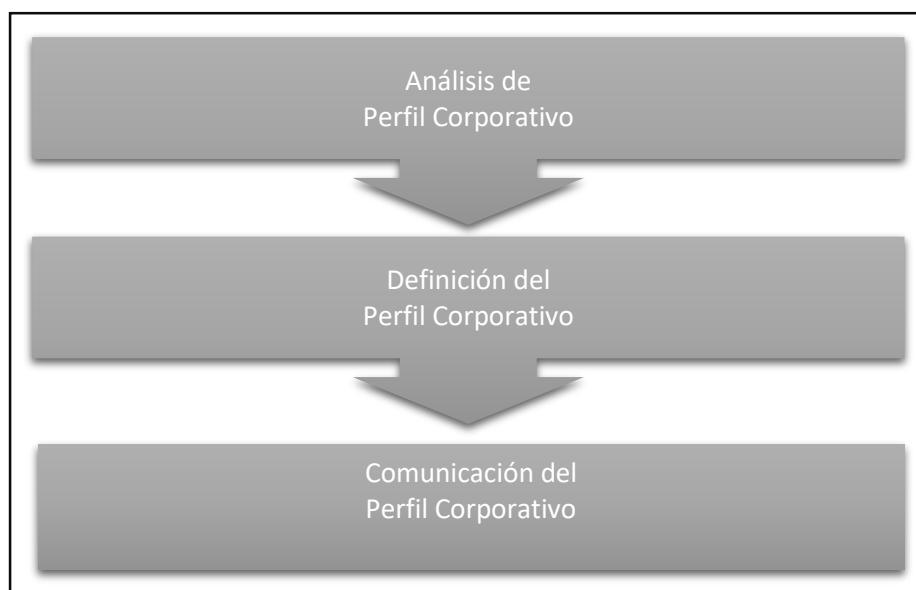 Análisis de
Perfil Corporativo
Definición del
Perfil Corporativo
Comunicación del
Perfil Corporativo